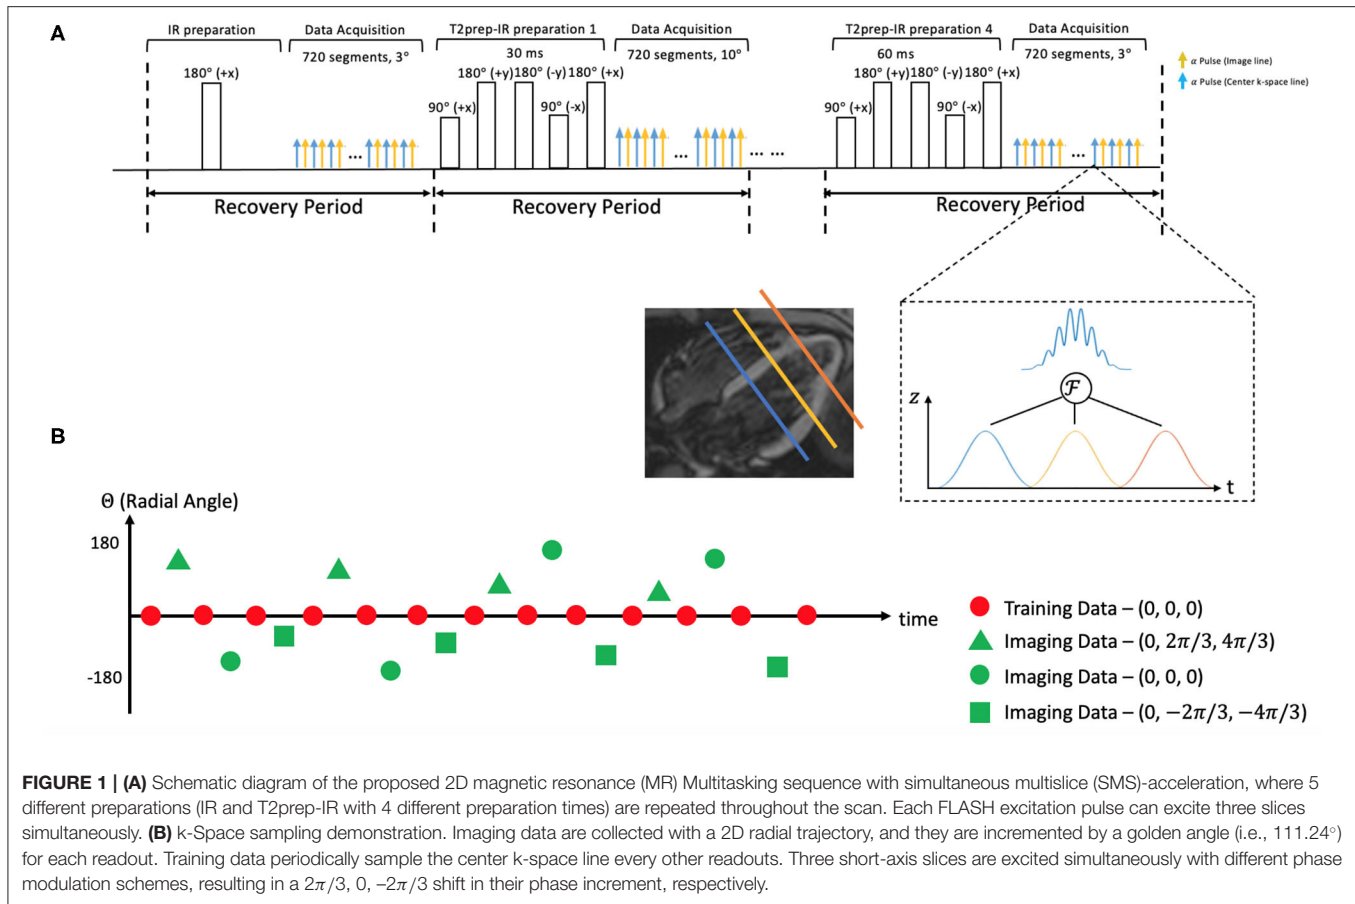 A
IR preparation
Data Acquisition
T2prep-IR preparation 1
Data Acquisition
T2prep-IR preparation 4
Data Acquisition
720 segments, 3°
30 ms
720 segments, 10°
60 ms
720 segments, 3°
180° (+x)
180° (+y)
180° (-y)
180° (+x)
180° (+y)
180° (-y)
180° (+x)
90° (+x)
90° (-x)
90° (+x)
90° (-x)
α Pulse (Image line)
α Pulse (Center k-space line)
...
...
... ...
...
Recovery Period
Recovery Period
Recovery Period
z
ℱ
t
B
Θ (Radial Angle)
180
-180
time
Training Data – (0, 0, 0)
Imaging Data – (0, 2π/3, 4π/3)
Imaging Data – (0, 0, 0)
Imaging Data – (0, −2π/3, −4π/3)
FIGURE 1 | (A) Schematic diagram of the proposed 2D magnetic resonance (MR) Multitasking sequence with simultaneous multislice (SMS)-acceleration, where 5
different preparations (IR and T2prep-IR with 4 different preparation times) are repeated throughout the scan. Each FLASH excitation pulse can excite three slices
simultaneously. (B) k-Space sampling demonstration. Imaging data are collected with a 2D radial trajectory, and they are incremented by a golden angle (i.e., 111.24°)
for each readout. Training data periodically sample the center k-space line every other readouts. Three short-axis slices are excited simultaneously with different phase
modulation schemes, resulting in a 2π/3, 0, –2π/3 shift in their phase increment, respectively.